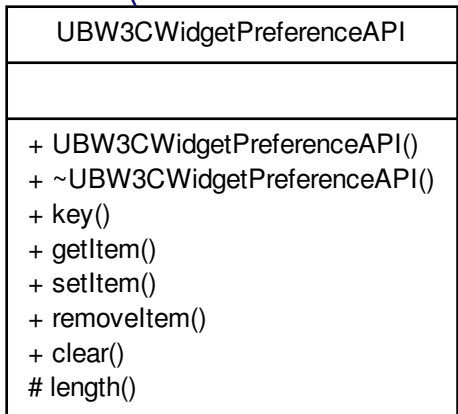 UBW3CWidgetPreferenceAPI
+ UBW3CWidgetPreferenceAPI()
+ ~UBW3CWidgetPreferenceAPI()
+ key()
+ getItem()
+ setItem()
+ removeItem()
+ clear()
# length()